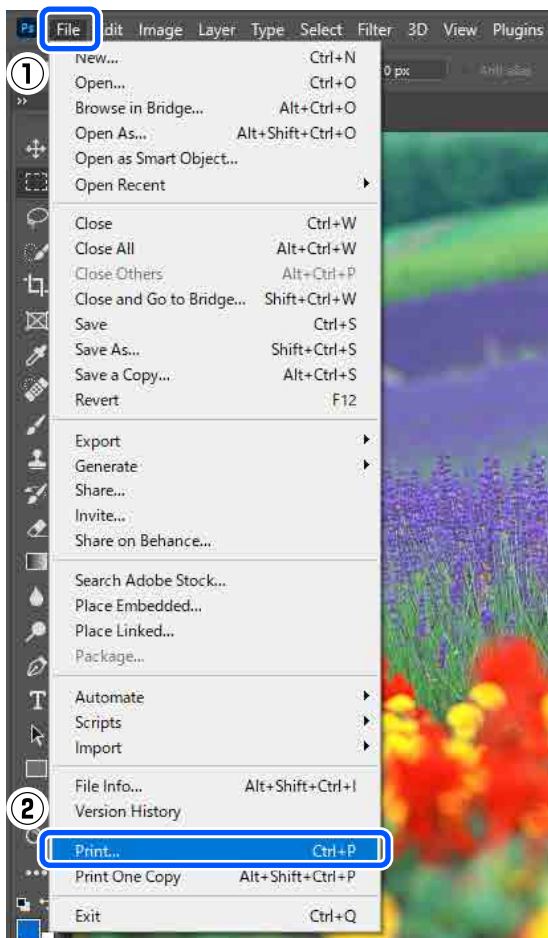 Ps File dit Image Layer Type Select Filter 3D View Plugins
①
0 px Anti-alias
New... Ctrl+N
Open... Ctrl+O
Browse in Bridge... Alt+Ctrl+O
Open As... Alt+Shift+Ctrl+O
Open as Smart Object...
Open Recent
Close Ctrl+W
Close All Alt+Ctrl+W
Close Others Alt+Ctrl+P
Close and Go to Bridge... Shift+Ctrl+W
Save Ctrl+S
Save As... Shift+Ctrl+S
Save a Copy... Alt+Ctrl+S
Revert F12
Export
Generate
Share...
Invite...
Share on Behance...
Search Adobe Stock...
Place Embedded...
Place Linked...
Package...
Automate
Scripts
Import
File Info... Alt+Shift+Ctrl+I
Version History
②
Print... Ctrl+P
Print One Copy Alt+Shift+Ctrl+P
Exit Ctrl+Q